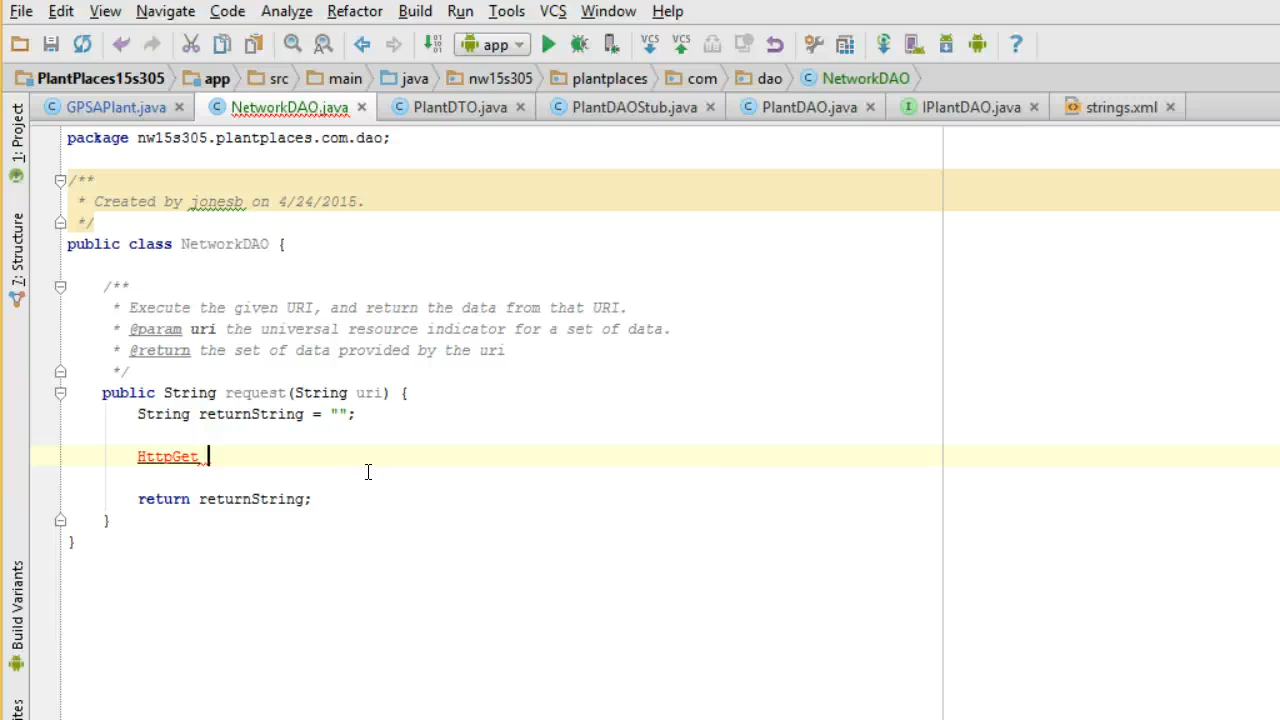 File Edit View Navigate Code Analyze Refactor Build Run Tools VCS Window Help
app
PlantPlaces15s305 app src main java nw15s305 plantplaces com dao NetworkDAO
GPSAPlant.java NetworkDAO.java PlantDTO.java PlantDAOStub.java PlantDAO.java IPlantDAO.java strings.xml
1: Project
7: Structure
Build Variants
package nw15s305.plantplaces.com.dao;
/**
* Created by jonesb on 4/24/2015.
*/
public class NetworkDAO {
/**
* Execute the given URI, and return the data from that URI.
* @param uri the universal resource indicator for a set of data.
* @return the set of data provided by the uri
*/
public String request(String uri) {
String returnString = "";
HttpGet
return returnString;
}
}